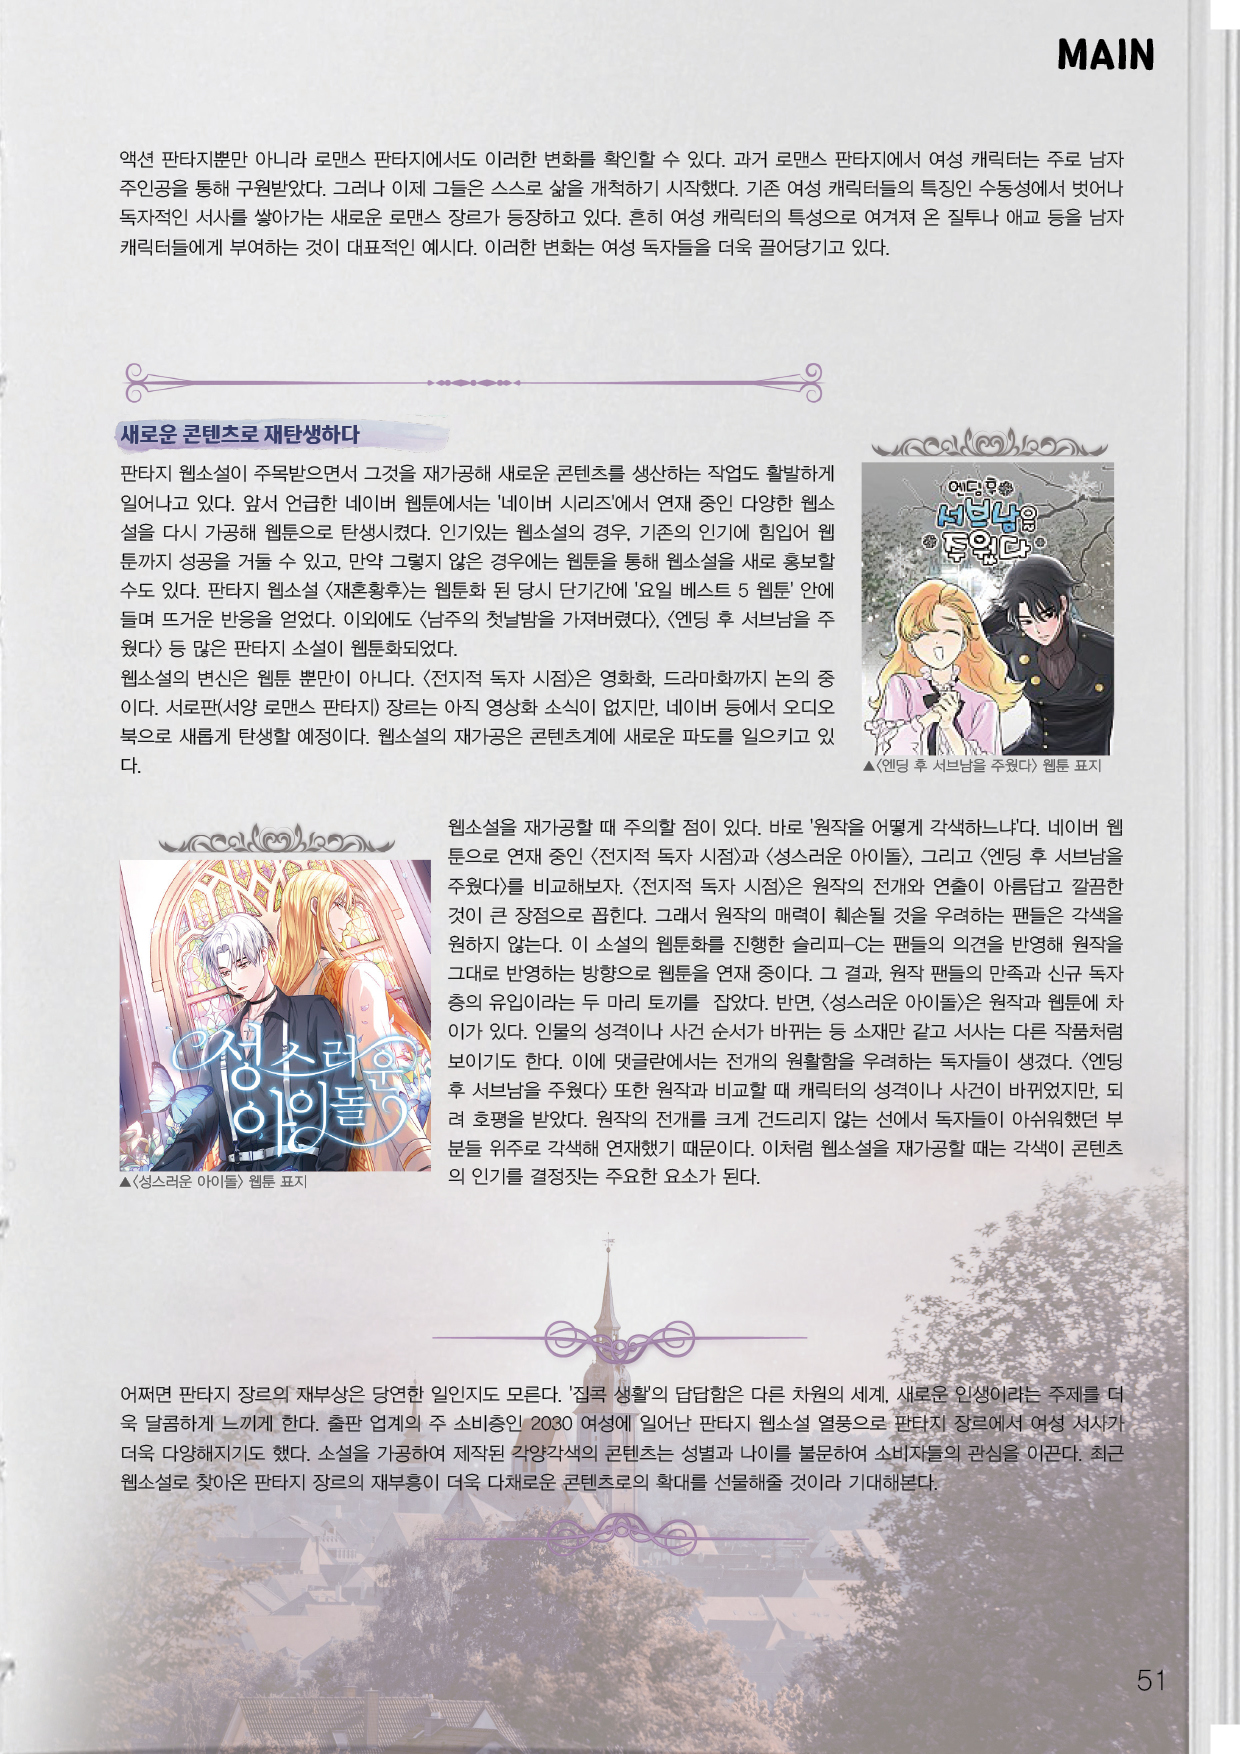 MAIN
액션 판타지뿐만 아니라 로맨스 판타지에서도 이러한 변화를 확인할 수 있다. 과거 로맨스 판타지에서 여성 캐릭터는 주로 남자
주인공을 통해 구원받았다. 그러나 이제 그들은 스스로 삶을 개척하기 시작했다. 기존 여성 캐릭터들의 특징인 수동성에서 벗어나
독자적인 서사를 쌓아가는 새로운 로맨스 장르가 등장하고 있다. 흔히 여성 캐릭터의 특성으로 여겨져 온 질투나 애교 등을 남자
캐릭터들에게 부여하는 것이 대표적인 예시다. 이러한 변화는 여성 독자들을 더욱 끌어당기고 있다.
새로운 콘텐츠로 재탄생하다
판타지 웹소설이 주목받으면서 그것을 재가공해 새로운 콘텐츠를 생산하는 작업도 활발하게
일어나고 있다. 앞서 언급한 네이버 웹툰에서는 '네이버 시리즈'에서 연재 중인 다양한 웹소
설을 다시 가공해 웹툰으로 탄생시켰다. 인기있는 웹소설의 경우, 기존의 인기에 힘입어 웹
툰까지 성공을 거둘 수 있고, 만약 그렇지 않은 경우에는 웹툰을 통해 웹소설을 새로 홍보할
수도 있다. 판타지 웹소설 〈재혼황후〉는 웹툰화 된 당시 단기간에 '요일 베스트 5 웹툰' 안에
들며 뜨거운 반응을 얻었다. 이외에도 〈남주의 첫날밤을 가져버렸다〉, 〈엔딩 후 서브남을 주
웠다〉 등 많은 판타지 소설이 웹툰화되었다.
웹소설의 변신은 웹툰 뿐만이 아니다. 〈전지적 독자 시점〉은 영화화, 드라마화까지 논의 중
이다. 서로판(서양 로맨스 판타지) 장르는 아직 영상화 소식이 없지만, 네이버 등에서 오디오
북으로 새롭게 탄생할 예정이다. 웹소설의 재가공은 콘텐츠계에 새로운 파도를 일으키고 있
다.
엔딩 후
서브남을
주웠다
▲〈엔딩 후 서브남을 주웠다〉 웹툰 표지
웹소설을 재가공할 때 주의할 점이 있다. 바로 '원작을 어떻게 각색하느냐'다. 네이버 웹
툰으로 연재 중인 〈전지적 독자 시점〉과 〈성스러운 아이돌〉, 그리고 〈엔딩 후 서브남을
주웠다〉를 비교해보자. 〈전지적 독자 시점〉은 원작의 전개와 연출이 아름답고 깔끔한
것이 큰 장점으로 꼽힌다. 그래서 원작의 매력이 훼손될 것을 우려하는 팬들은 각색을
원하지 않는다. 이 소설의 웹툰화를 진행한 슬리피-C는 팬들의 의견을 반영해 원작을
그대로 반영하는 방향으로 웹툰을 연재 중이다. 그 결과, 원작 팬들의 만족과 신규 독자
층의 유입이라는 두 마리 토끼를  잡았다. 반면, 〈성스러운 아이돌〉은 원작과 웹툰에 차
이가 있다. 인물의 성격이나 사건 순서가 바뀌는 등 소재만 같고 서사는 다른 작품처럼
보이기도 한다. 이에 댓글란에서는 전개의 원활함을 우려하는 독자들이 생겼다. 〈엔딩
후 서브남을 주웠다〉 또한 원작과 비교할 때 캐릭터의 성격이나 사건이 바뀌었지만, 되
려 호평을 받았다. 원작의 전개를 크게 건드리지 않는 선에서 독자들이 아쉬워했던 부
분들 위주로 각색해 연재했기 때문이다. 이처럼 웹소설을 재가공할 때는 각색이 콘텐츠
의 인기를 결정짓는 주요한 요소가 된다.
성스러운
아이돌
▲〈성스러운 아이돌〉 웹툰 표지
어쩌면 판타지 장르의 재부상은 당연한 일인지도 모른다. '집콕 생활'의 답답함은 다른 차원의 세계, 새로운 인생이라는 주제를 더
욱 달콤하게 느끼게 한다. 출판 업계의 주 소비층인 2030 여성에 일어난 판타지 웹소설 열풍으로 판타지 장르에서 여성 서사가
더욱 다양해지기도 했다. 소설을 가공하여 제작된 각양각색의 콘텐츠는 성별과 나이를 불문하여 소비자들의 관심을 이끈다. 최근
웹소설로 찾아온 판타지 장르의 재부흥이 더욱 다채로운 콘텐츠로의 확대를 선물해줄 것이라 기대해본다.
51